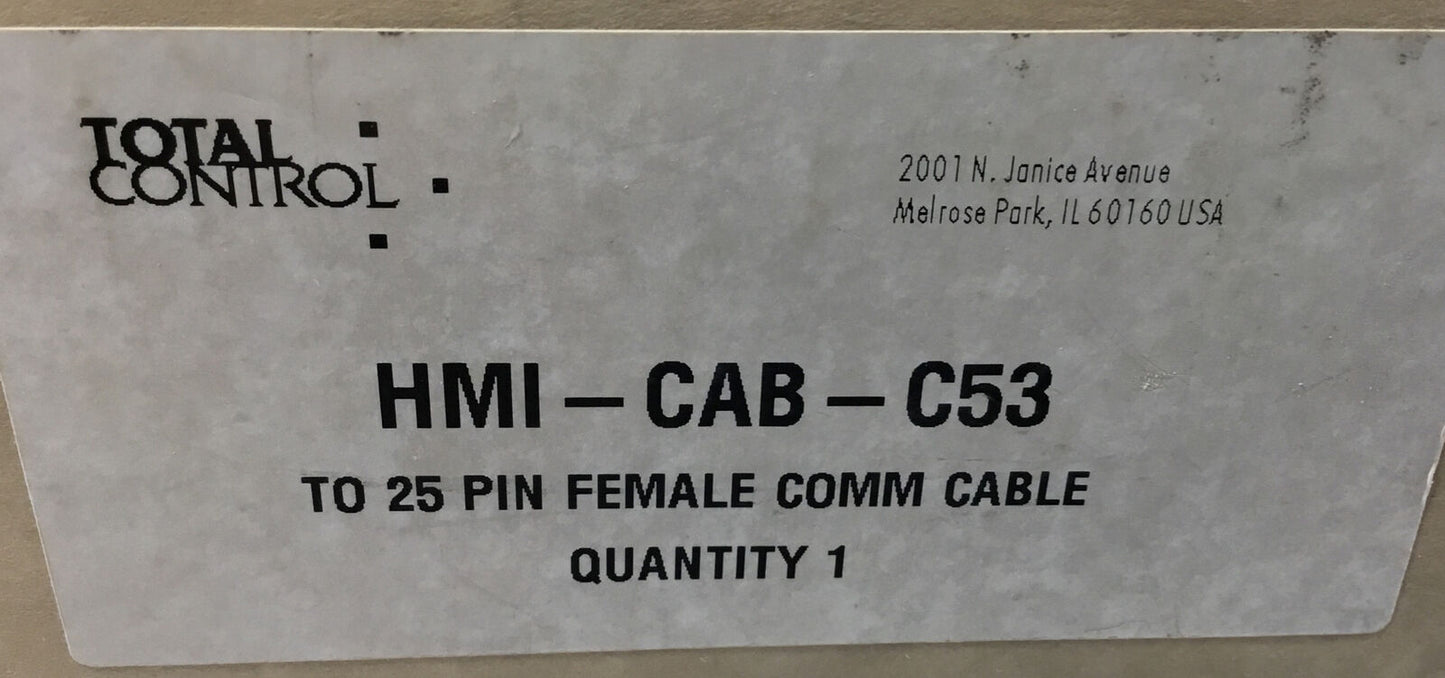 TOTAL
CONTROL
2001 N. Janice Avenue
Melrose Park, IL 60160 USA
HMI – CAB – C53
TO 25 PIN FEMALE COMM CABLE
QUANTITY 1